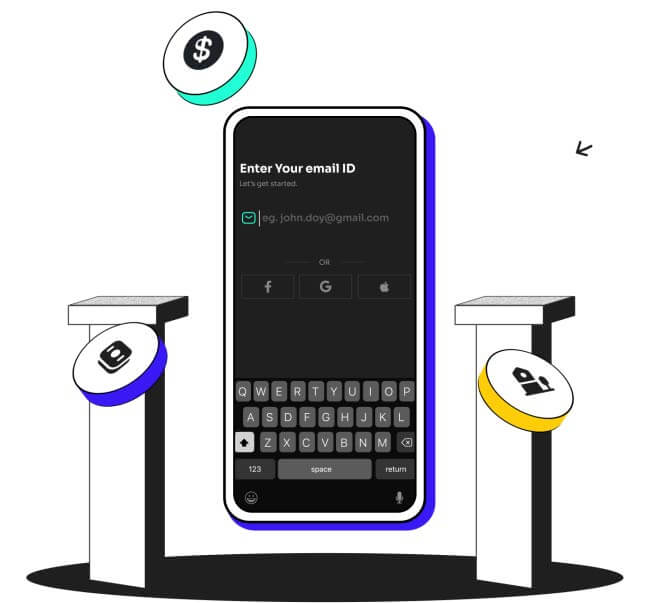 $
Enter Your email ID
Let's get started.
eg. john.doy@gmail.com
OR
f G
Q W E R T Y U I O P
A S D F G H J K L
Z X C V B N M
123 space return